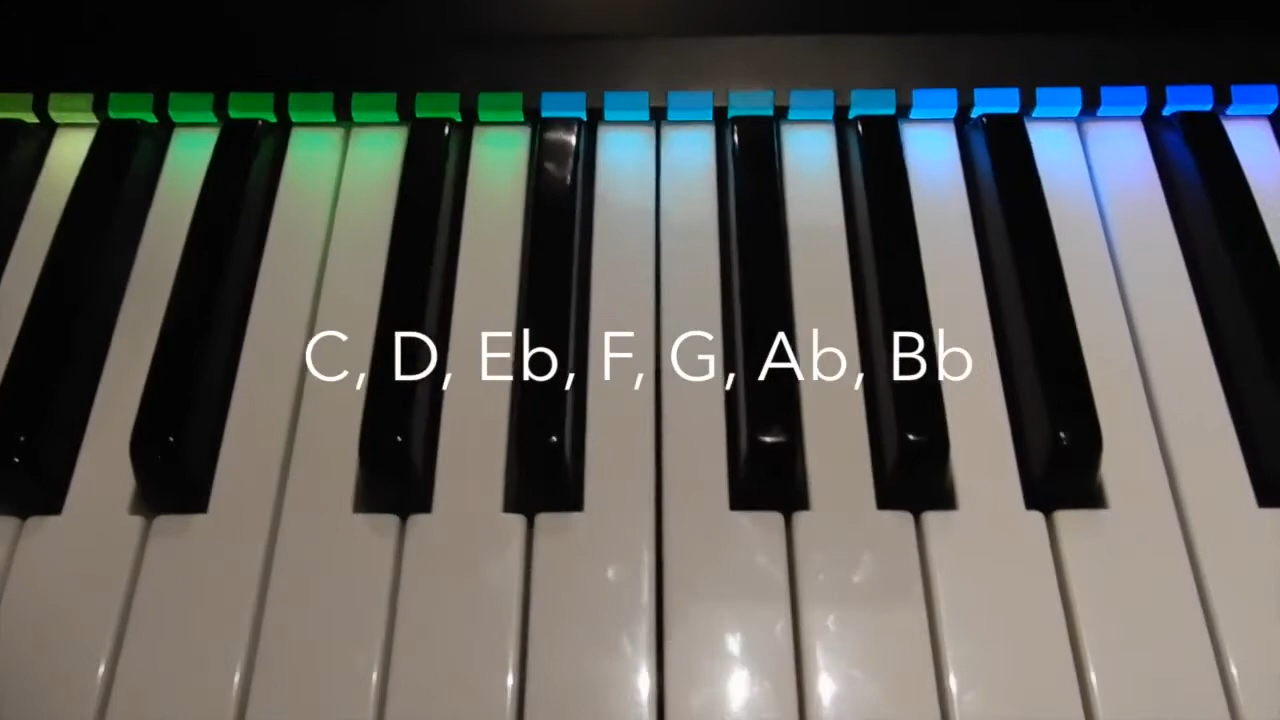 C, D, Eb, F, G, Ab, Bb